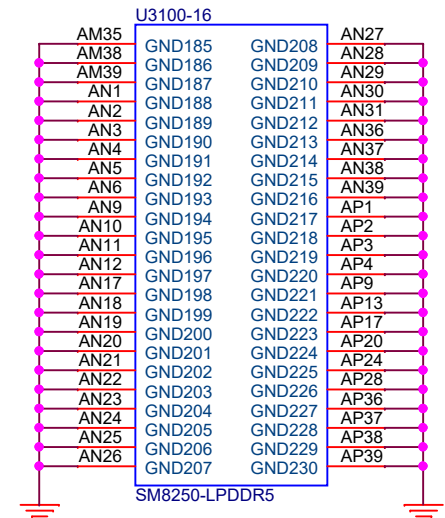 U3100-16
AM35 GND185 GND208 AN27
AM38 GND186 GND209 AN28
AM39 GND187 GND210 AN29
AN1 GND188 GND211 AN30
AN2 GND189 GND212 AN31
AN3 GND190 GND213 AN36
AN4 GND191 GND214 AN37
AN5 GND192 GND215 AN38
AN6 GND193 GND216 AN39
AN9 GND194 GND217 AP1
AN10 GND195 GND218 AP2
AN11 GND196 GND219 AP3
AN12 GND197 GND220 AP4
AN17 GND198 GND221 AP9
AN18 GND199 GND222 AP13
AN19 GND200 GND223 AP17
AN20 GND201 GND224 AP20
AN21 GND202 GND225 AP24
AN22 GND203 GND226 AP28
AN23 GND204 GND227 AP36
AN24 GND205 GND228 AP37
AN25 GND206 GND229 AP38
AN26 GND207 GND230 AP39
SM8250-LPDDR5